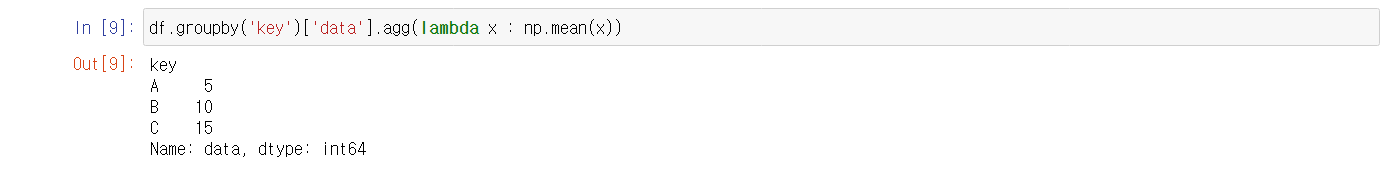 In [9]: df.groupby('key')['data'].agg(lambda x : np.mean(x))
Out[9]: key
A 5
B 10
C 15
Name: data, dtype: int64